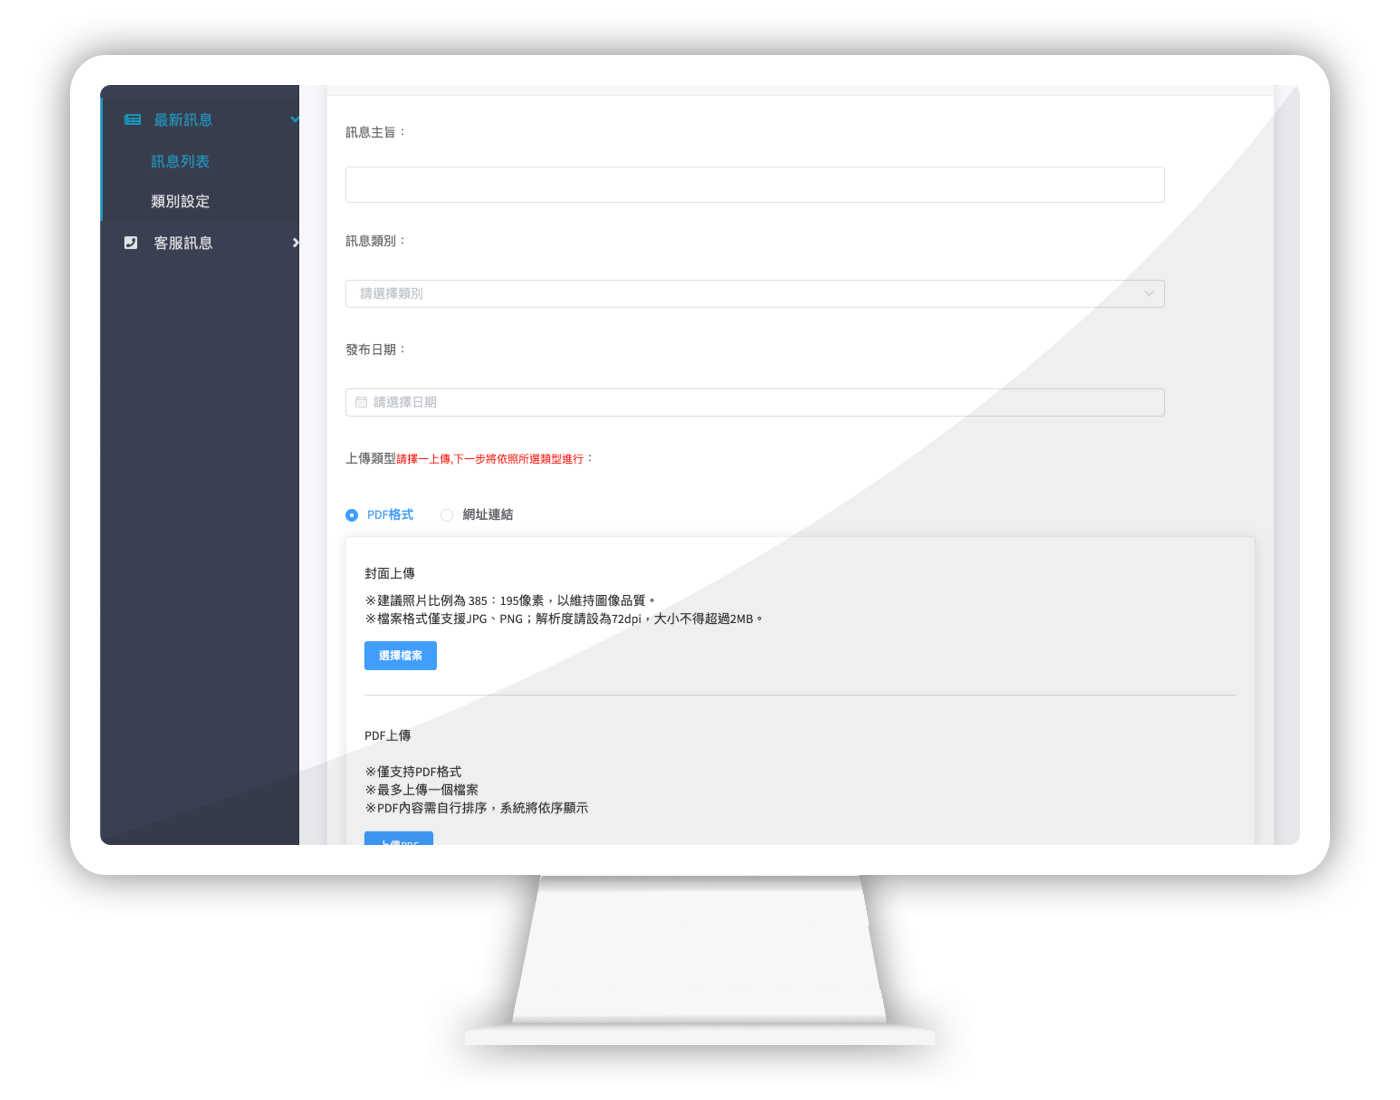 最新訊息
訊息列表
類別設定
客服訊息
訊息主旨：
訊息類別：
請選擇類別
發布日期：
請選擇日期
上傳類型請擇一上傳,下一步將依照所選類型進行：
PDF格式 網址連結
封面上傳
※建議照片比例為 385：195像素，以維持圖像品質。
※檔案格式僅支援JPG、PNG；解析度請設為72dpi，大小不得超過2MB。
選擇檔案
PDF上傳
※僅支持PDF格式
※最多上傳一個檔案
※PDF內容需自行排序，系統將依序顯示
上傳PDF